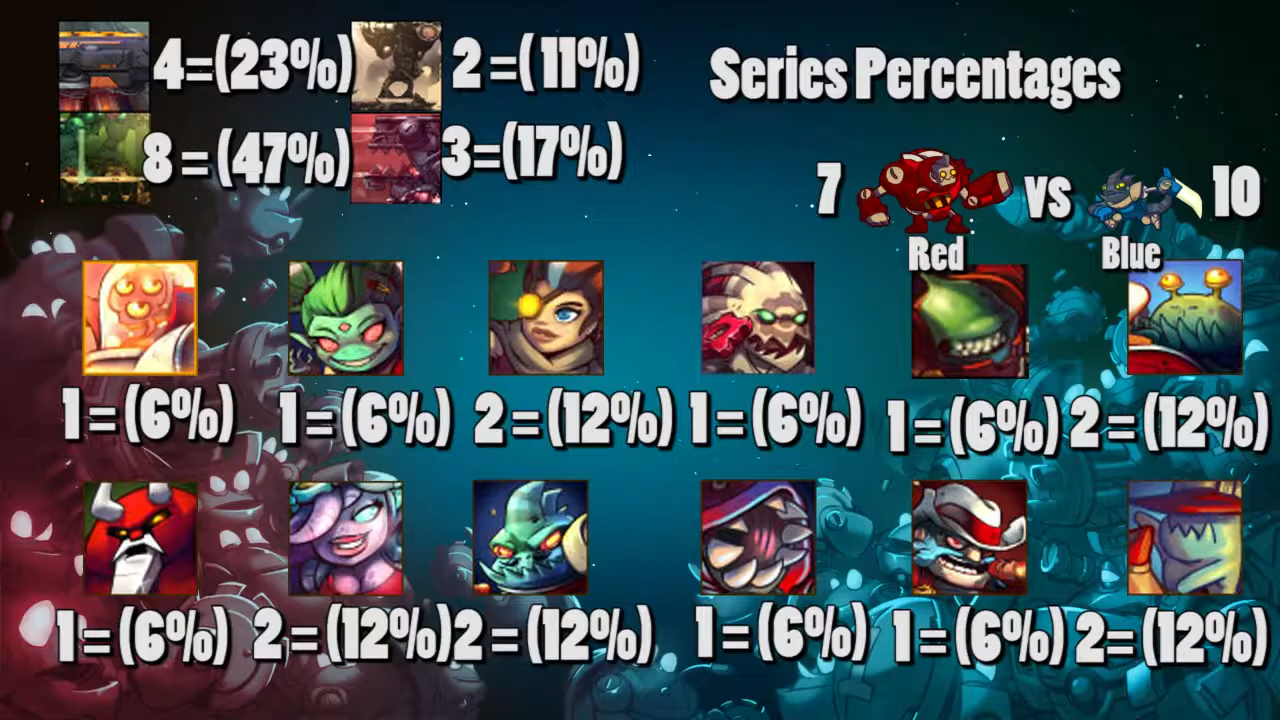 4=(23%) 2=(11%) Series Percentages
8=(47%) 3=(17%)
7 vs 10
Red Blue
1=(6%) 1=(6%) 2=(12%) 1=(6%) 1=(6%) 2=(12%)
1=(6%) 2=(12%) 2=(12%) 1=(6%) 1=(6%) 2=(12%)